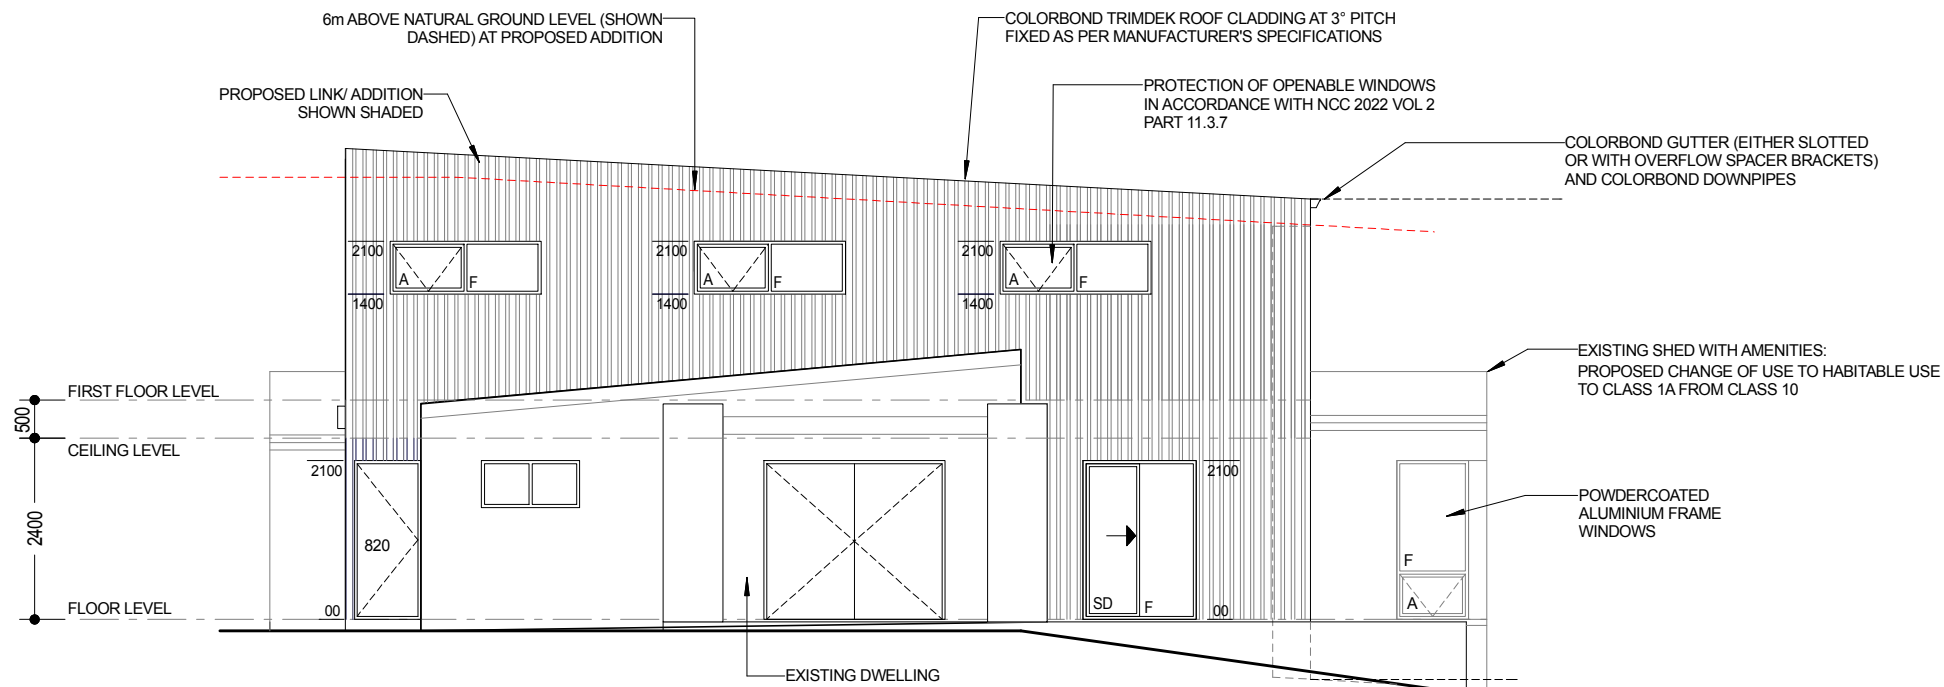 6m ABOVE NATURAL GROUND LEVEL (SHOWN
DASHED) AT PROPOSED ADDITION
COLORBOND TRIMDEK ROOF CLADDING AT 3° PITCH
FIXED AS PER MANUFACTURER'S SPECIFICATIONS
PROPOSED LINK/ ADDITION
SHOWN SHADED
PROTECTION OF OPENABLE WINDOWS
IN ACCORDANCE WITH NCC 2022 VOL 2
PART 11.3.7
COLORBOND GUTTER (EITHER SLOTTED
OR WITH OVERFLOW SPACER BRACKETS)
AND COLORBOND DOWNPIPES
2100
A
F
1400
2100
A
F
1400
2100
A
F
1400
EXISTING SHED WITH AMENITIES:
PROPOSED CHANGE OF USE TO HABITABLE USE
TO CLASS 1A FROM CLASS 10
FIRST FLOOR LEVEL
500
CEILING LEVEL
2100
2100
2400
820
POWDERCOATED
ALUMINIUM FRAME
WINDOWS
F
A
SD
F
FLOOR LEVEL
00
00
EXISTING DWELLING